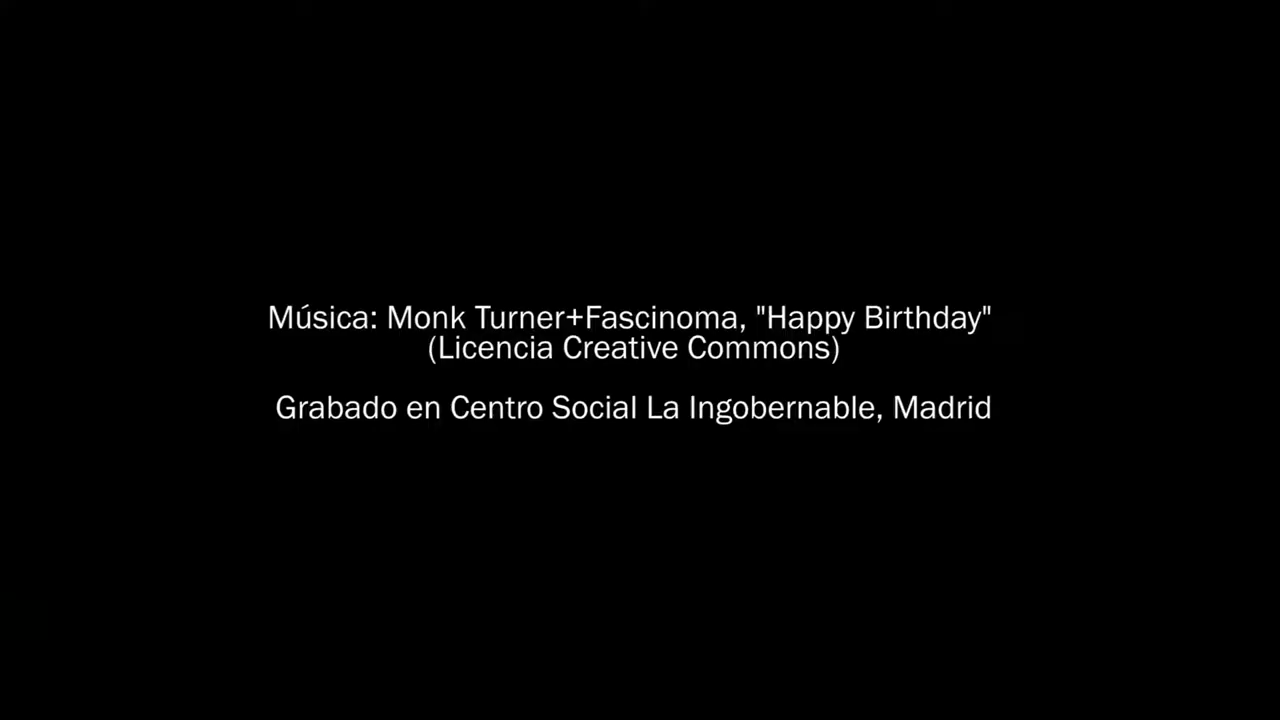 Música: Monk Turner+Fascinoma, "Happy Birthday"
(Licencia Creative Commons)
Grabado en Centro Social La Ingobernable, Madrid